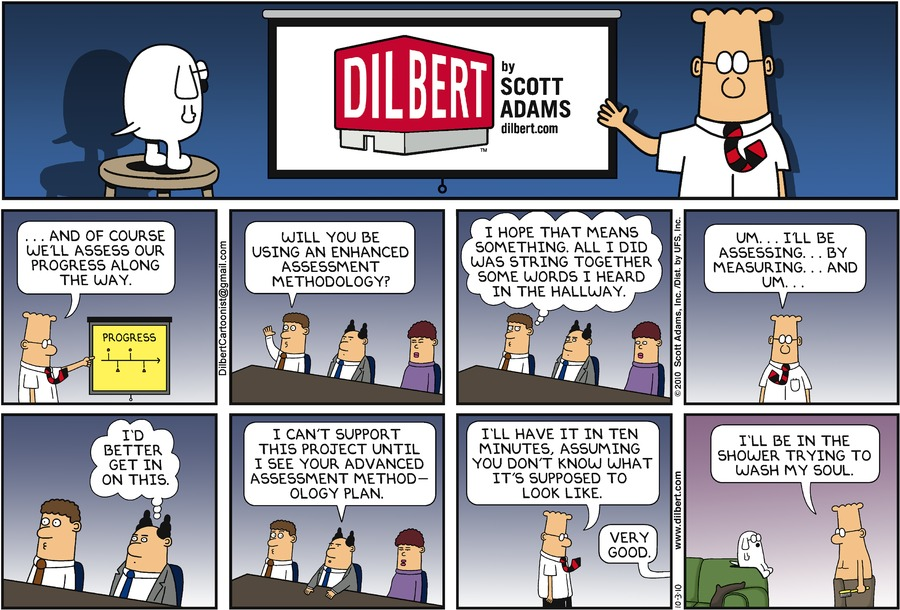 DILBERT
TM
by
SCOTT
ADAMS
dilbert.com
. . . AND OF COURSE
WE'LL ASSESS OUR
PROGRESS ALONG
THE WAY.
PROGRESS
DilbertCartoonist@gmail.com
WILL YOU BE
USING AN ENHANCED
ASSESSMENT
METHODOLOGY?
I HOPE THAT MEANS
SOMETHING. ALL I DID
WAS STRING TOGETHER
SOME WORDS I HEARD
IN THE HALLWAY.
©2010 Scott Adams, Inc. /Dist. by UFS, Inc.
UM. . . I'LL BE
ASSESSING. . . BY
MEASURING. . . AND
UM. . .
I'D
BETTER
GET IN
ON THIS.
I CAN'T SUPPORT
THIS PROJECT UNTIL
I SEE YOUR ADVANCED
ASSESSMENT METHOD—
OLOGY PLAN.
I'LL HAVE IT IN TEN
MINUTES, ASSUMING
YOU DON'T KNOW WHAT
IT'S SUPPOSED TO
LOOK LIKE.
VERY
GOOD.
10-3-10
www.dilbert.com
I'LL BE IN THE
SHOWER TRYING TO
WASH MY SOUL.